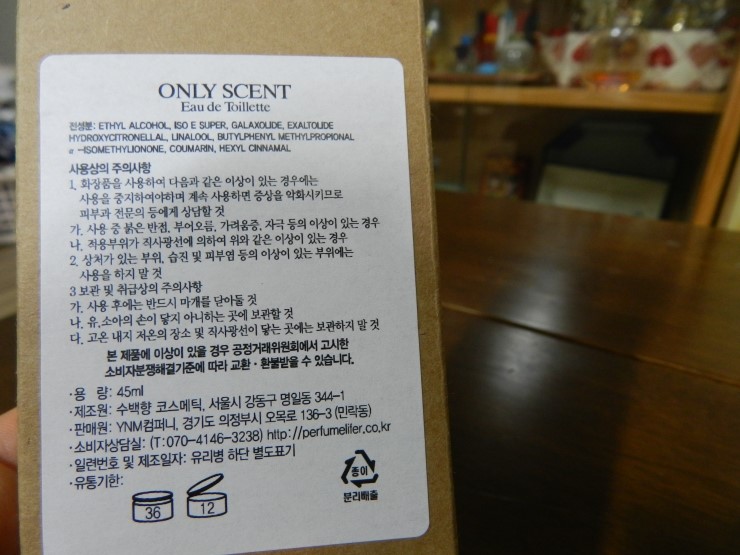 ONLY SCENT
Eau de Toilette
전성분: ETHYL ALCOHOL, ISO E SUPER, GALAXOLIDE, EXALTOLIDE
HYDROXYCITRONELLAL, LINALOOL, BUTYLPHENYL METHYLPROPIONAL
α -ISOMETHYLIONONE, COUMARIN, HEXYL CINNAMAL
사용상의 주의사항
1. 화장품을 사용하여 다음과 같은 이상이 있는 경우에는
사용을 중지하여야하며 계속 사용하면 증상을 악화시키므로
피부과 전문의 등에게 상담할 것
가. 사용 중 붉은 반점, 부어오름, 가려움증, 자극 등의 이상이 있는 경우
나. 적용부위가 직사광선에 의하여 위와 같은 이상이 있는 경우
2. 상처가 있는 부위, 습진 및 피부염 등의 이상이 있는 부위에는
사용을 하지 말 것
3 보관 및 취급상의 주의사항
가. 사용 후에는 반드시 마개를 닫아둘 것
나. 유.소아의 손이 닿지 아니하는 곳에 보관할 것
다. 고온 내지 저온의 장소 및 직사광선이 닿는 곳에는 보관하지 말 것
본 제품에 이상이 있을 경우 공정거래위원회에서 고시한
소비자분쟁해결기준에 따라 교환 · 환불받을 수 있습니다.
·용 량: 45ml
·제조원: 수백향 코스메틱, 서울시 강동구 명일동 344-1
·판매원: YNM컴퍼니, 경기도 의정부시 오목로 136-3 (민락동)
·소비자상담실: (T:070-4146-3238) http://perfumelifer.co.kr
·일련번호 및 제조일자: 유리병 하단 별도표기
·유통기한:
36 12
종이
분리배출